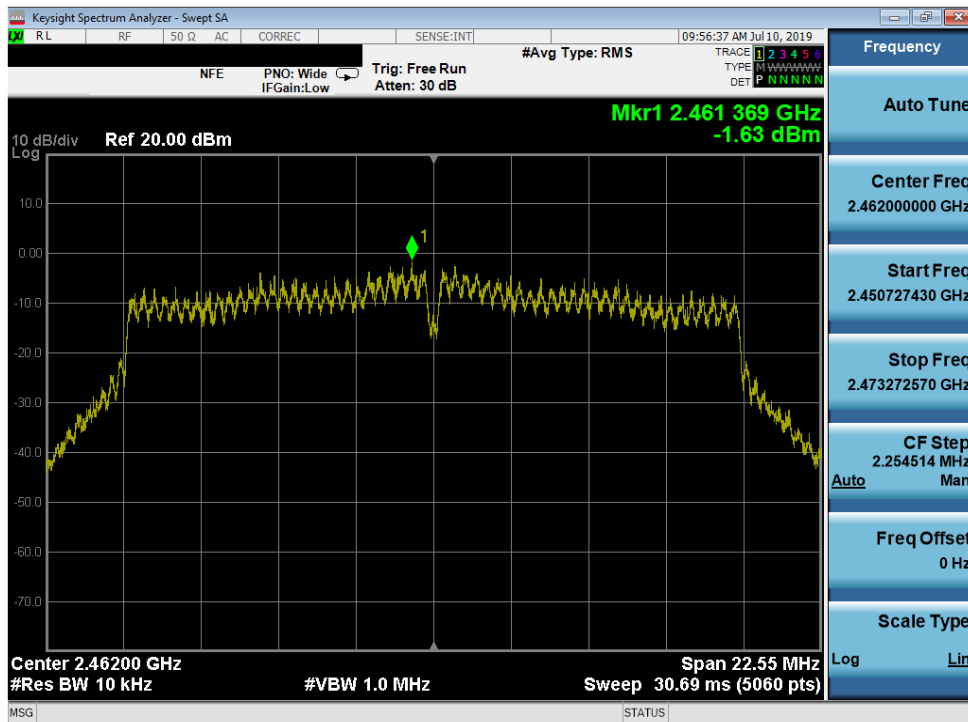 Keysight Spectrum Analyzer - Swept SA
LXI RL RF 50 Ω AC CORREC SENSE:INT 09:56:37 AM Jul 10, 2019
NFE PNO: Wide Trig: Free Run #Avg Type: RMS TRACE 1 2 3 4 5 6
IFGain:Low Atten: 30 dB TYPE M WWWWW
DET P N N N N N
Mkr1 2.461 369 GHz
-1.63 dBm
10 dB/div Ref 20.00 dBm
Log
1
10.0
0.00
-10.0
-20.0
-30.0
-40.0
-50.0
-60.0
-70.0
Center 2.46200 GHz Span 22.55 MHz
#Res BW 10 kHz #VBW 1.0 MHz Sweep 30.69 ms (5060 pts)
MSG STATUS
Frequency
Auto Tune
Center Freq
2.462000000 GHz
Start Freq
2.450727430 GHz
Stop Freq
2.473272570 GHz
CF Step
2.254514 MHz
Auto Man
Freq Offset
0 Hz
Scale Type
Log Lin